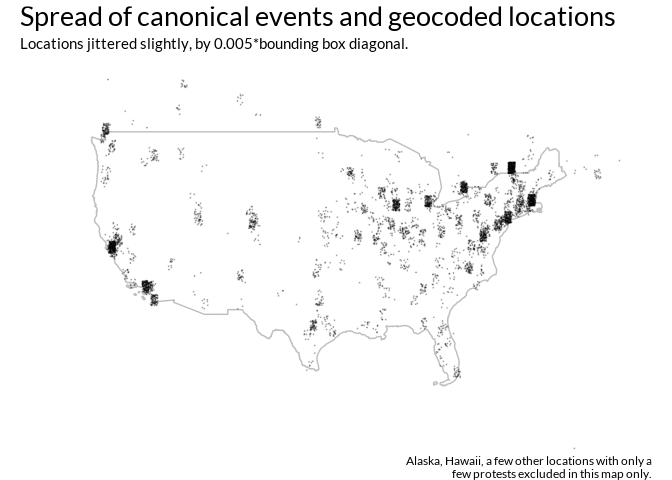 Spread of canonical events and geocoded locations
Locations jittered slightly, by 0.005*bounding box diagonal.
Alaska, Hawaii, a few other locations with only a
few protests excluded in this map only.